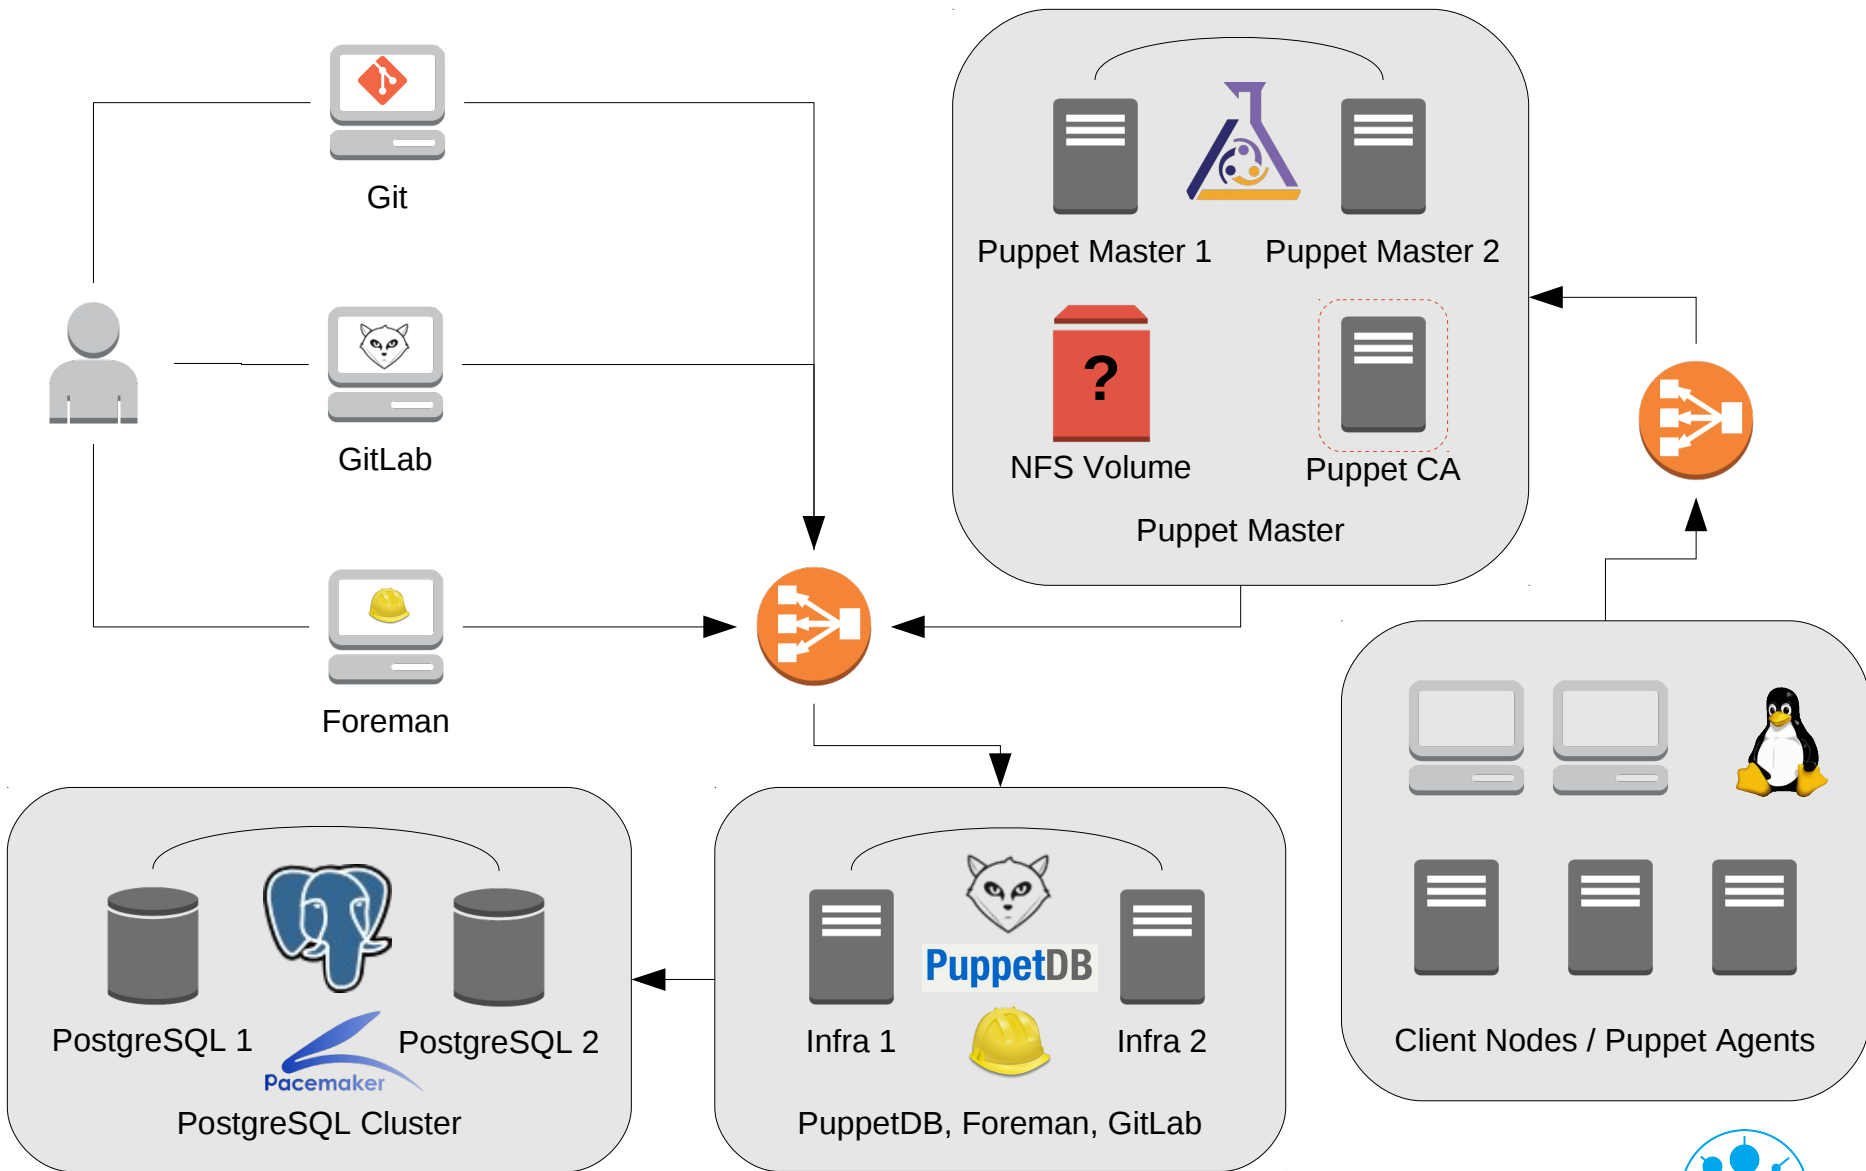 Git
GitLab
Foreman
Puppet Master 1
Puppet Master 2
?
NFS Volume
Puppet CA
Puppet Master
PostgreSQL 1
PostgreSQL 2
Pacemaker
PostgreSQL Cluster
PuppetDB
Infra 1
Infra 2
PuppetDB, Foreman, GitLab
Client Nodes / Puppet Agents